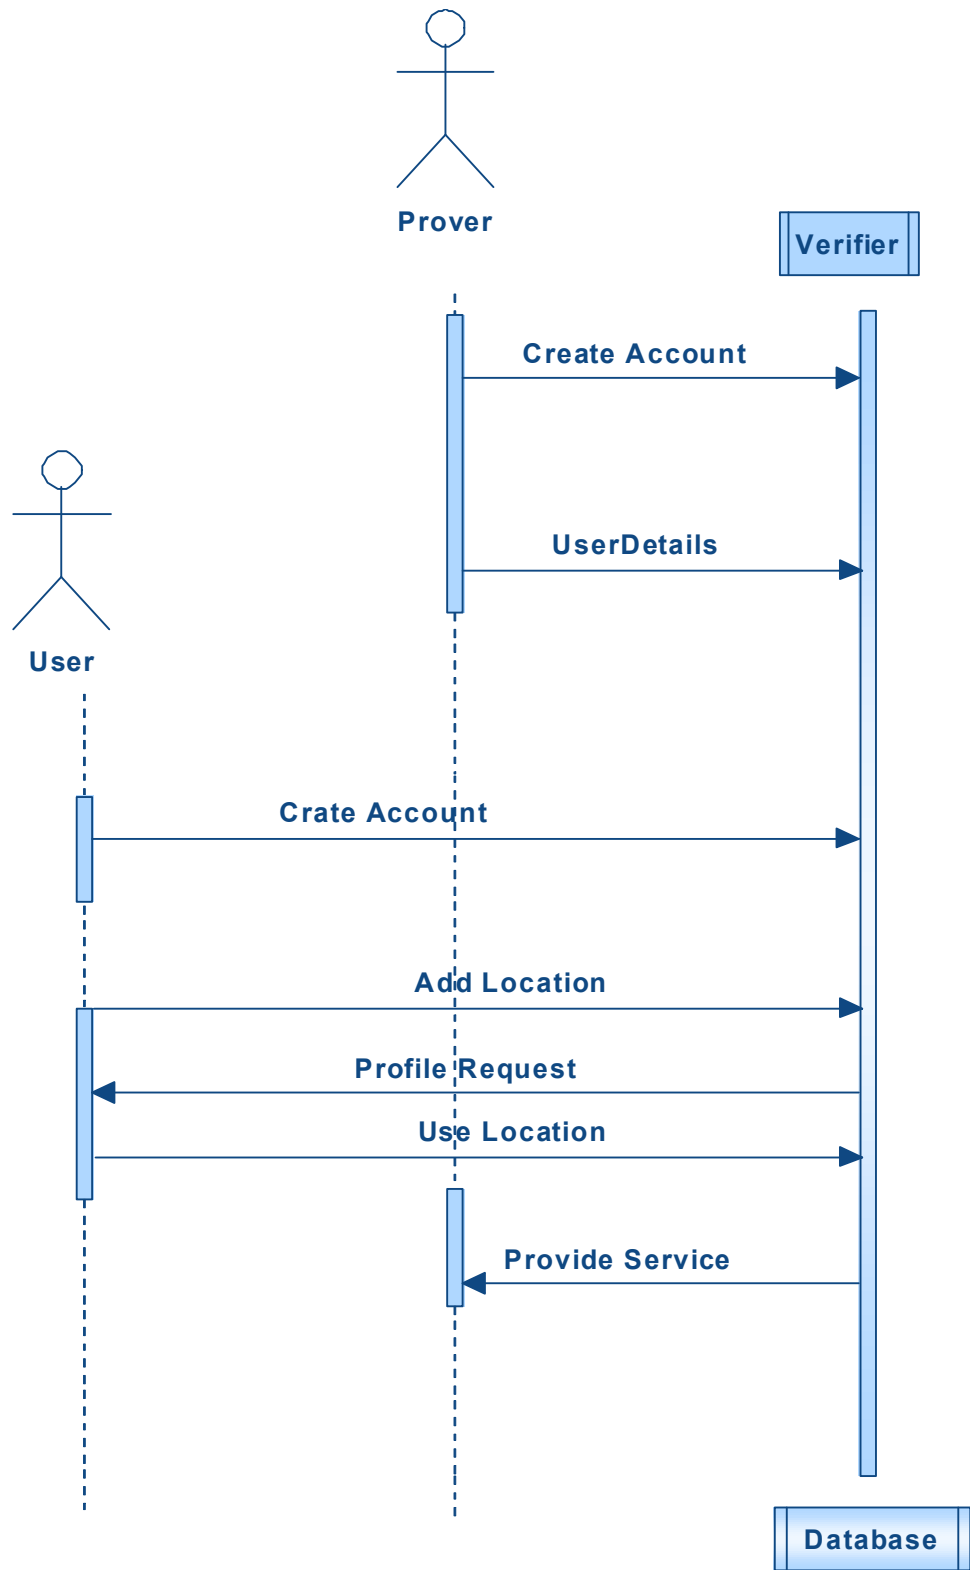 Prover
Verifier
Create Account
UserDetails
User
Crate Account
Add Location
Profile Request
Use Location
Provide Service
Database